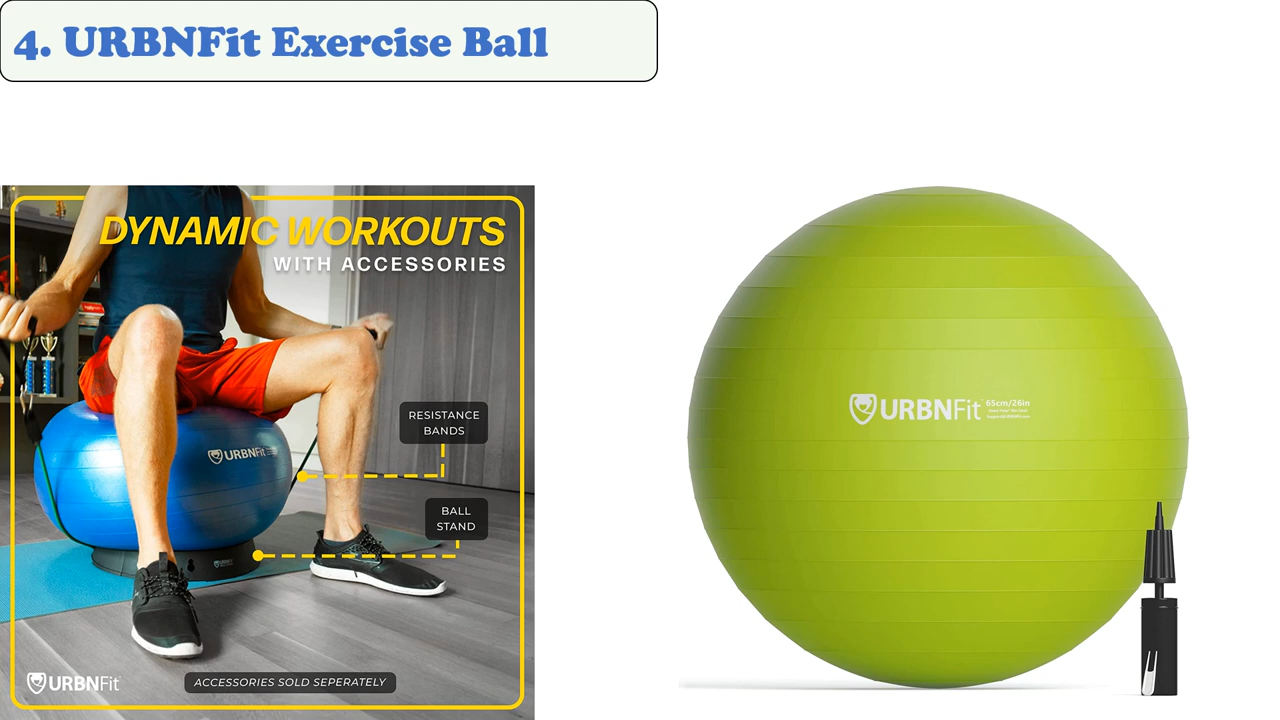 4. URBNFit Exercise Ball
DYNAMIC WORKOUTS
WITH ACCESSORIES
RESISTANCE
BANDS
URBNFit
BALL
STAND
URBNFit
ACCESSORIES SOLD SEPERATELY
URBNFit
65cm/26in